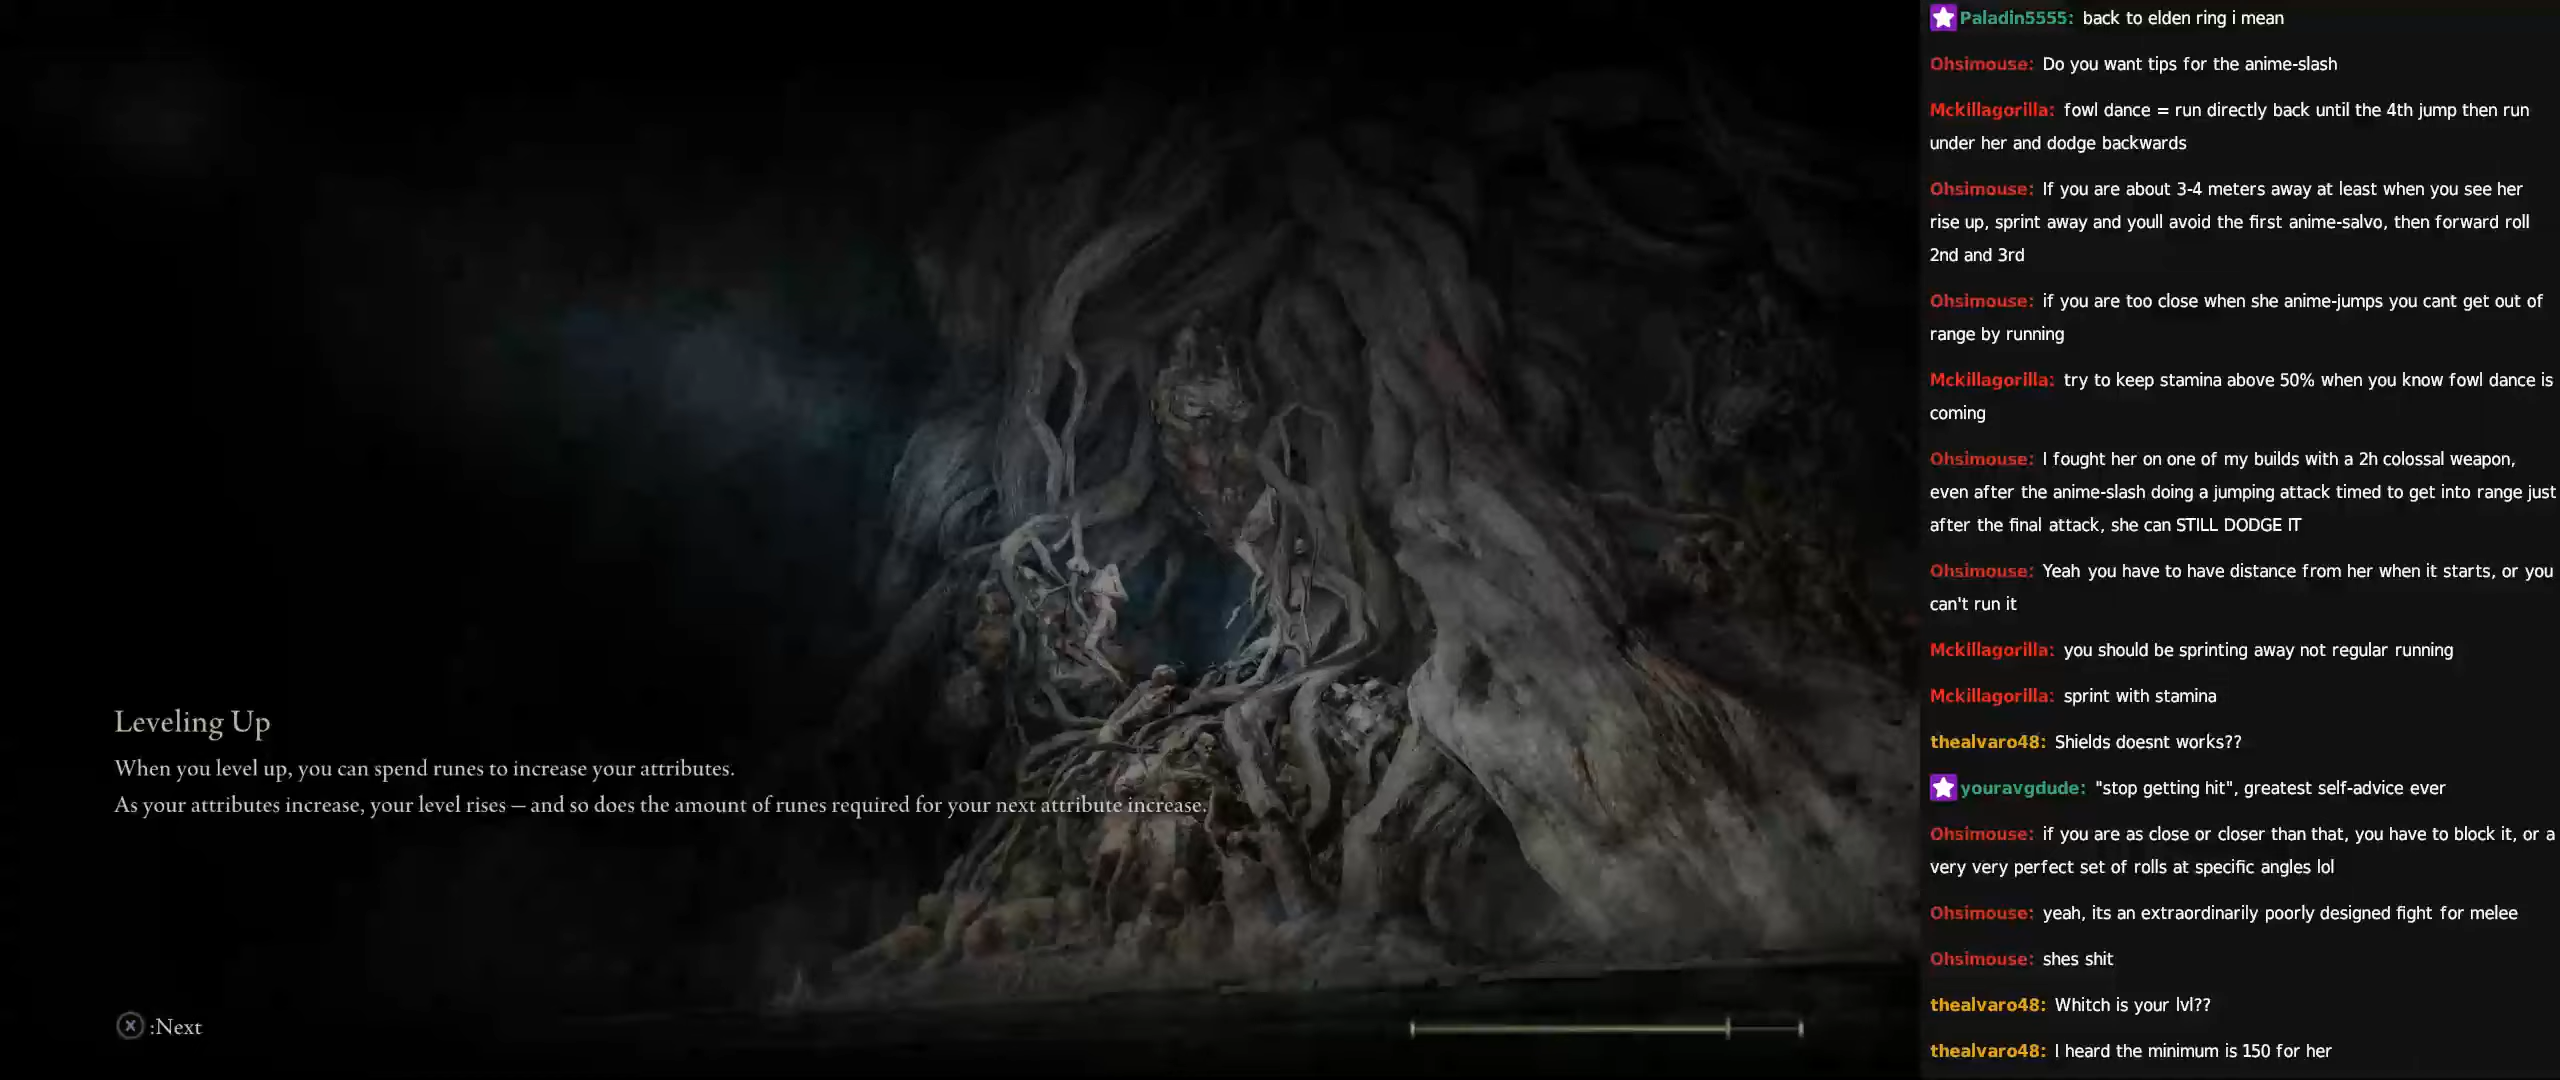 Leveling Up
When you level up, you can spend runes to increase your attributes.
As your attributes increase, your level rises – and so does the amount of runes required for your next attribute increase.
:Next
Paladin5555: back to elden ring i mean
Ohsimouse: Do you want tips for the anime-slash
Mckillagorilla: fowl dance = run directly back until the 4th jump then run
under her and dodge backwards
Ohsimouse: If you are about 3-4 meters away at least when you see her
rise up, sprint away and youll avoid the first anime-salvo, then forward roll
2nd and 3rd
Ohsimouse: if you are too close when she anime-jumps you cant get out of
range by running
Mckillagorilla: try to keep stamina above 50% when you know fowl dance is
coming
Ohsimouse: I fought her on one of my builds with a 2h colossal weapon,
even after the anime-slash doing a jumping attack timed to get into range just
after the final attack, she can STILL DODGE IT
Ohsimouse: Yeah you have to have distance from her when it starts, or you
can't run it
Mckillagorilla: you should be sprinting away not regular running
Mckillagorilla: sprint with stamina
thealvaro48: Shields doesnt works??
youravgdude: "stop getting hit", greatest self-advice ever
Ohsimouse: if you are as close or closer than that, you have to block it, or a
very very perfect set of rolls at specific angles lol
Ohsimouse: yeah, its an extraordinarily poorly designed fight for melee
Ohsimouse: shes shit
thealvaro48: Whitch is your lvl??
thealvaro48: I heard the minimum is 150 for her